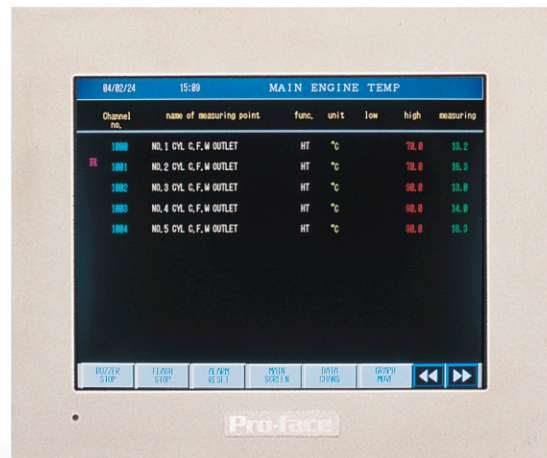 04/02/24 15:09 MAIN ENGINE TEMP
Channel no. name of measuring point func. unit low high measuring
1000 NO.1 CYL C.F.W OUTLET HT °C 70.0 13.2
R 1001 NO.2 CYL C.F.W OUTLET HT °C 70.0 16.3
1002 NO.3 CYL C.F.W OUTLET HT °C 90.0 13.0
1003 NO.4 CYL C.F.W OUTLET HT °C 90.0 14.0
1004 NO.5 CYL C.F.W OUTLET HT °C 90.0 18.3
BUZZER STOP FLASH STOP ALARM RESET MAIN SCREEN DATA CHANG GRAPH MOVE
Pro-face